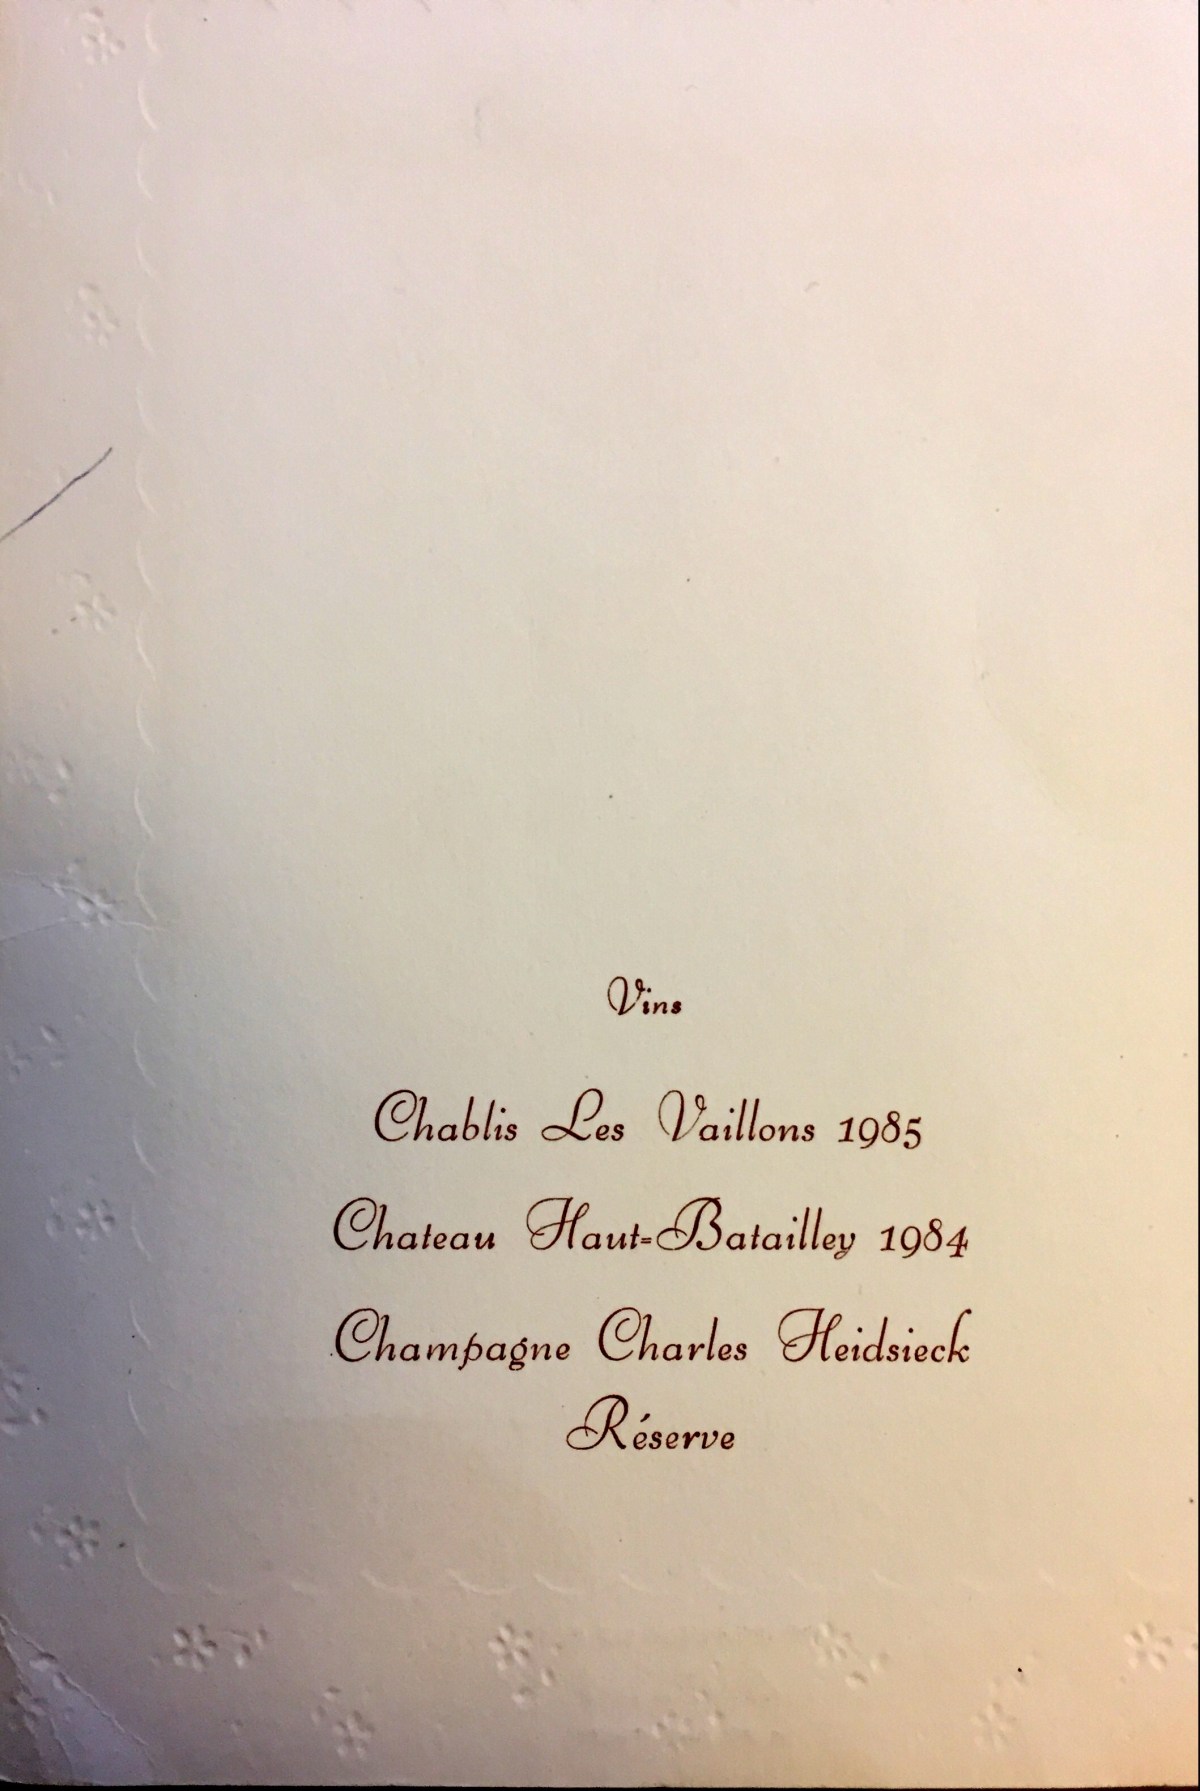 Vins
Chablis Les Vaillons 1985
Chateau Haut-Batailley 1984
Champagne Charles Heidsieck
Réserve